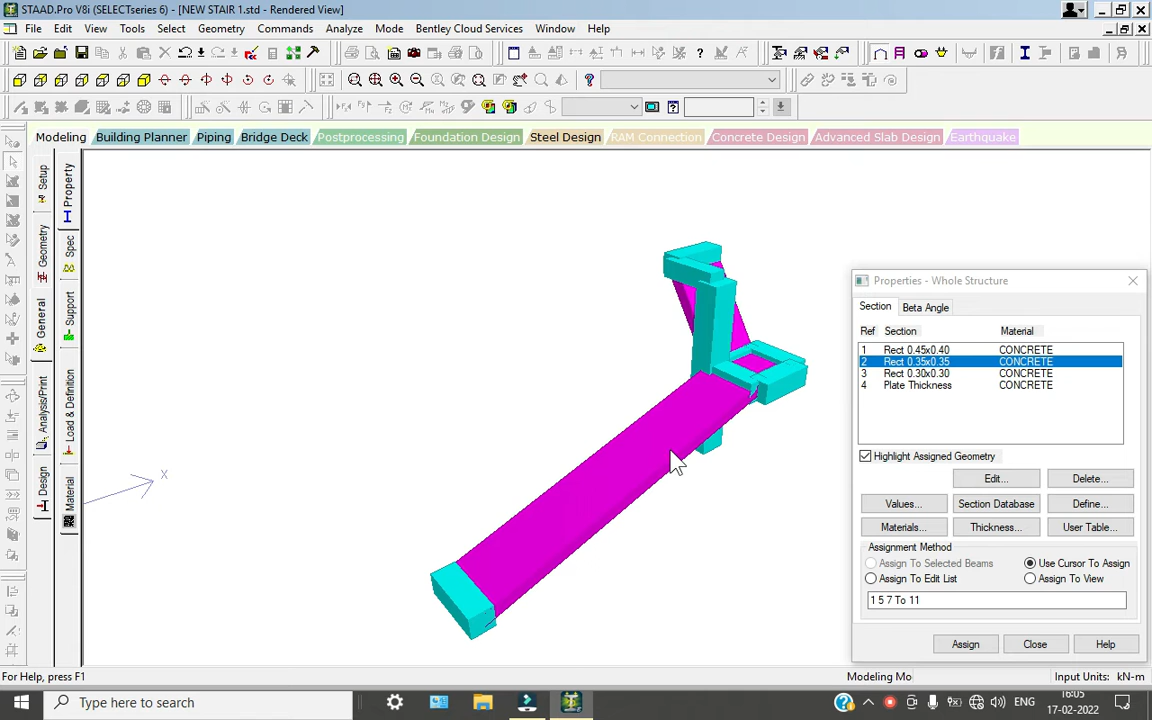 STAAD.Pro V8i (SELECTseries 6) - [NEW STAIR 1.std - Rendered View]
File Edit View Tools Select Geometry Commands Analyze Mode Bentley Cloud Services Window Help
Modeling Building Planner Piping Bridge Deck Postprocessing Foundation Design Steel Design RAM Connection Concrete Design Advanced Slab Design Earthquake
Setup
Geometry
General
Analysis/Print
Design
Property
Spec
Support
Load & Definition
Material
X
Properties - Whole Structure
Section Beta Angle
Ref Section Material
1 Rect 0.45x0.40 CONCRETE
2 Rect 0.35x0.35 CONCRETE
3 Rect 0.30x0.30 CONCRETE
4 Plate Thickness CONCRETE
Highlight Assigned Geometry
Edit... Delete...
Values... Section Database Define...
Materials... Thickness... User Table...
Assignment Method
Assign To Selected Beams Use Cursor To Assign
Assign To Edit List Assign To View
1 5 7 To 11
Assign Close Help
For Help, press F1 Modeling Mo Input Units: kN-m
Type here to search ENG 16:05
17-02-2022